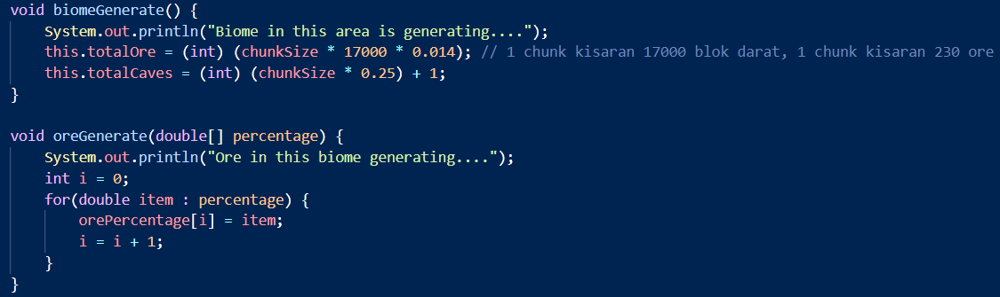 void biomeGenerate() {
    System.out.println("Biome in this area is generating....");
    this.totalOre = (int) (chunkSize * 17000 * 0.014); // 1 chunk kisaran 17000 blok darat, 1 chunk kisaran 230 ore
    this.totalCaves = (int) (chunkSize * 0.25) + 1;
}

void oreGenerate(double[] percentage) {
    System.out.println("Ore in this biome generating....");
    int i = 0;
    for(double item : percentage) {
        orePercentage[i] = item;
        i = i + 1;
    }
}